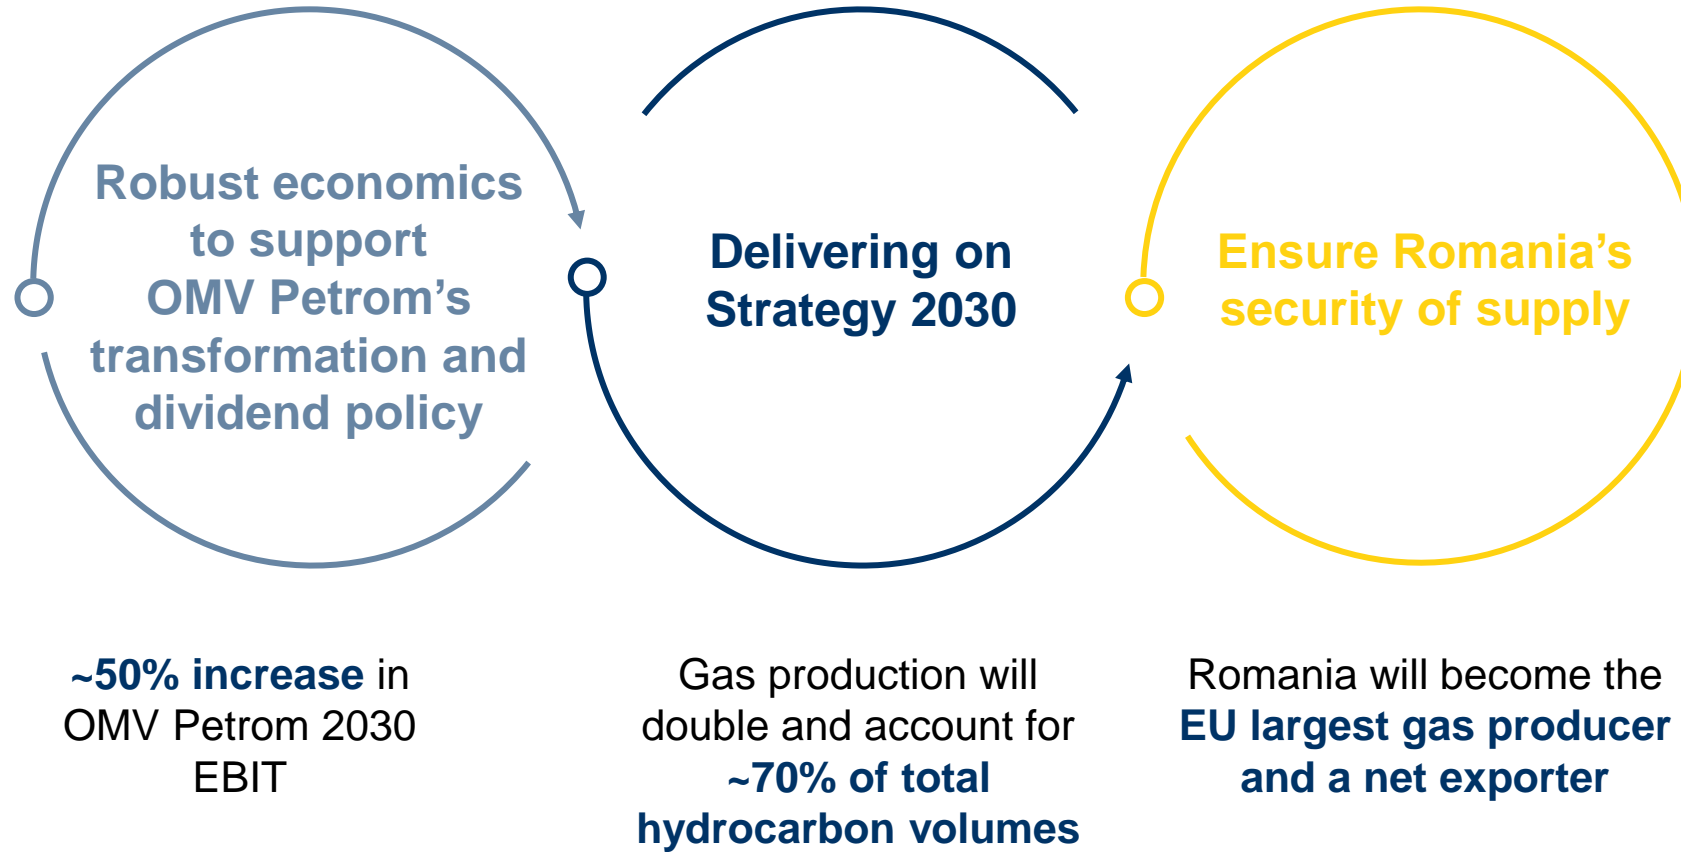 Robust economics
to support
OMV Petrom’s
transformation and
dividend policy
Delivering on
Strategy 2030
Ensure Romania’s
security of supply
~50% increase in
OMV Petrom 2030
EBIT
Gas production will
double and account for
~70% of total
hydrocarbon volumes
Romania will become the
EU largest gas producer
and a net exporter